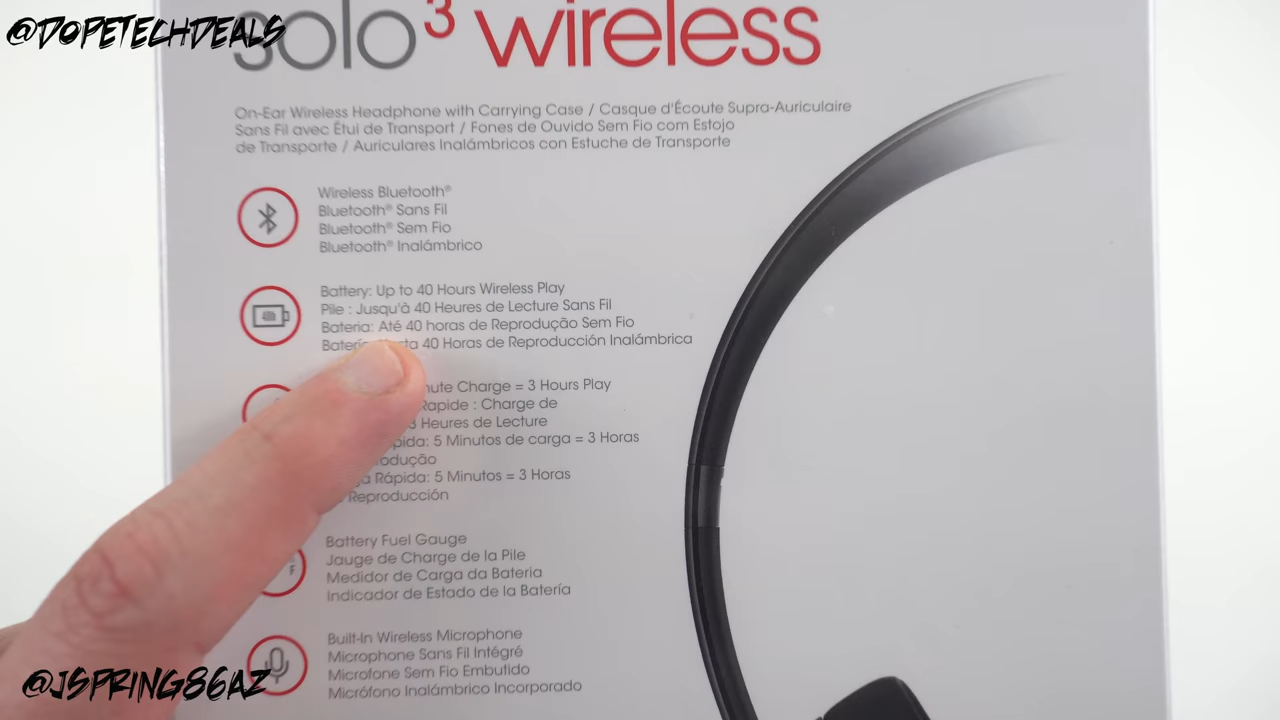 @DOPETECHDEALS
solo³ wireless
On-Ear Wireless Headphone with Carrying Case / Casque d'Écoute Supra-Auriculaire
Sans Fil avec Étui de Transport / Fones de Ouvido Sem Fio com Estojo
de Transporte / Auriculares Inalámbricos con Estuche de Transporte
Wireless Bluetooth®
Bluetooth® Sans Fil
Bluetooth® Sem Fio
Bluetooth® Inalámbrico
Battery: Up to 40 Hours Wireless Play
Pile : Jusqu'à 40 Heures de Lecture Sans Fil
Bateria: Até 40 horas de Reprodução Sem Fio
40 Horas de Reproducción Inalámbrica
Charge = 3 Hours Play
Rapide : Charge de
3 Heures de Lecture
5 Minutos de carga = 3 Horas
Rápida: 5 Minutos = 3 Horas
Reproducción
Battery Fuel Gauge
Jauge de Charge de la Pile
Medidor de Carga da Bateria
Indicador de Estado de la Batería
F
Built-In Wireless Microphone
Microphone Sans Fil Intégré
Microfone Sem Fio Embutido
Micrófono Inalámbrico Incorporado
@JSPRING86AZ